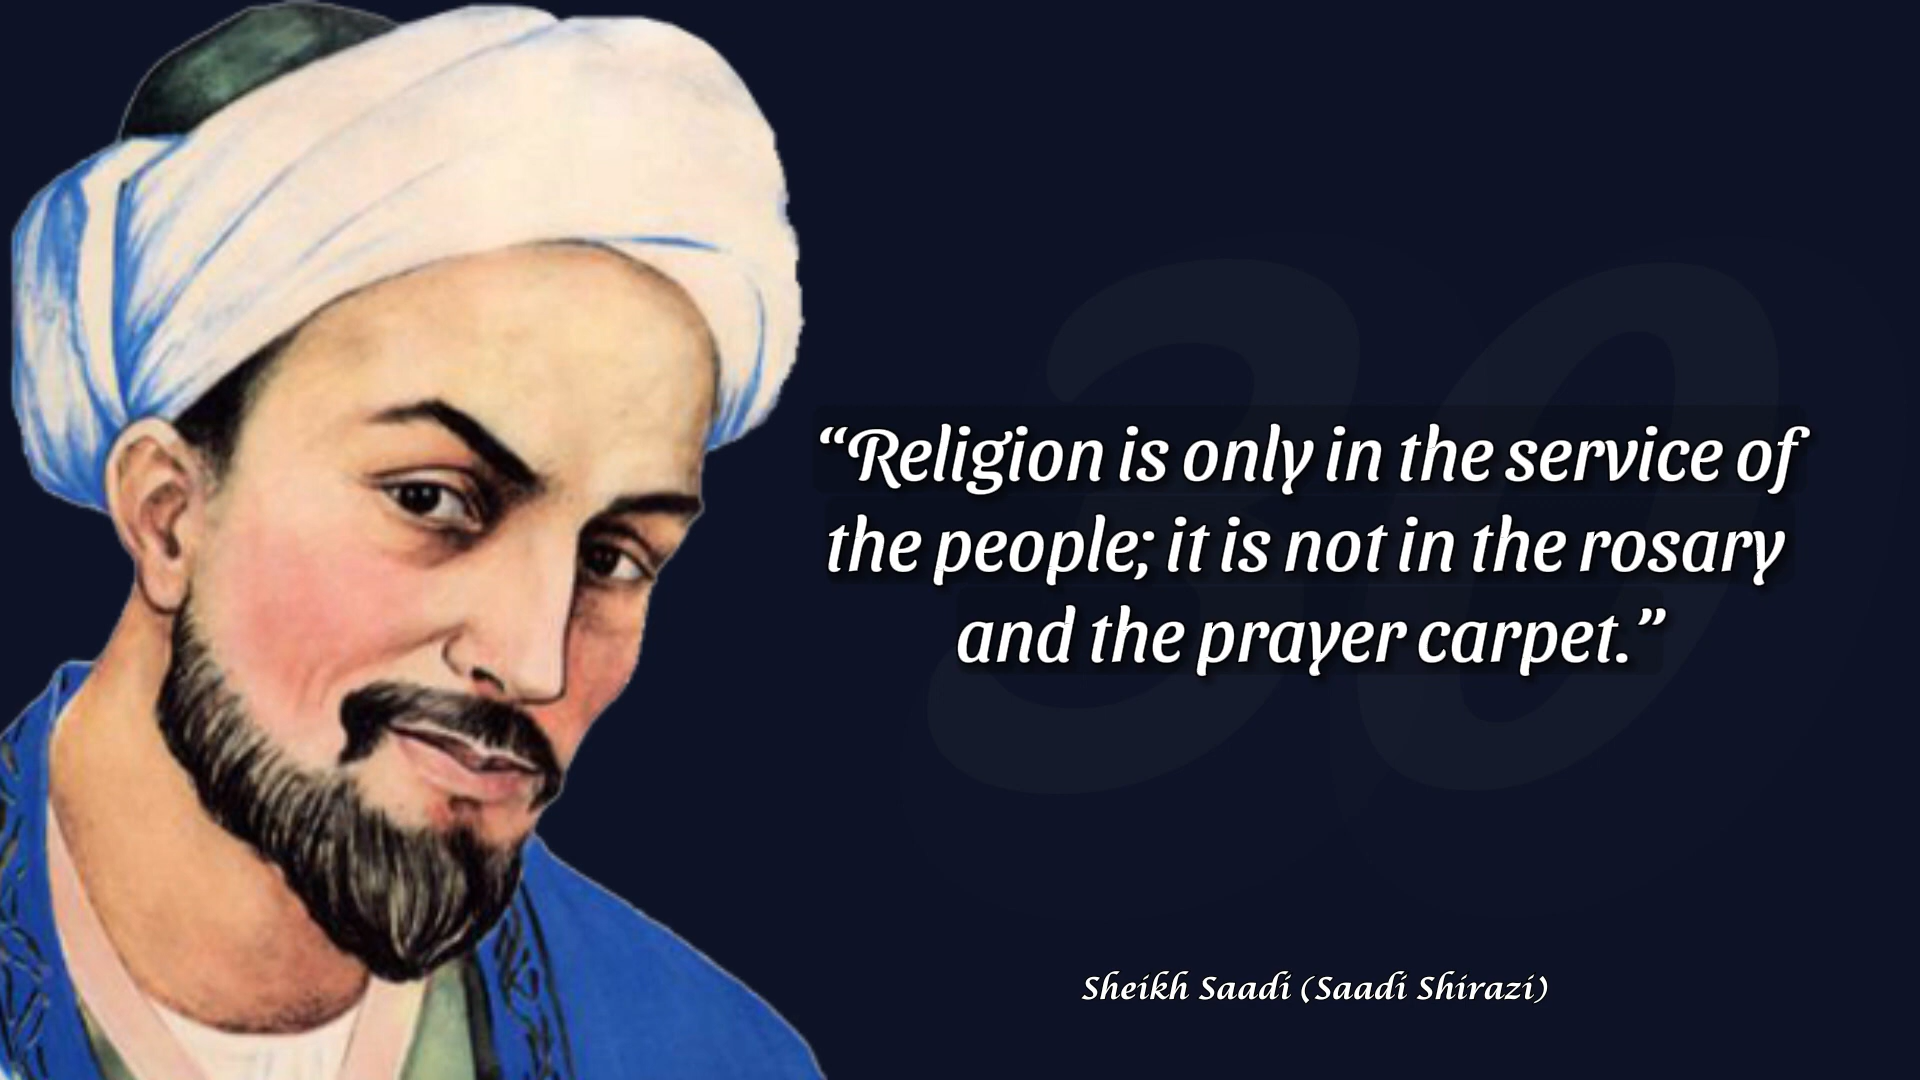 “Religion is only in the service of
the people; it is not in the rosary
and the prayer carpet.”
30
Sheikh Saadi (Saadi Shirazi)